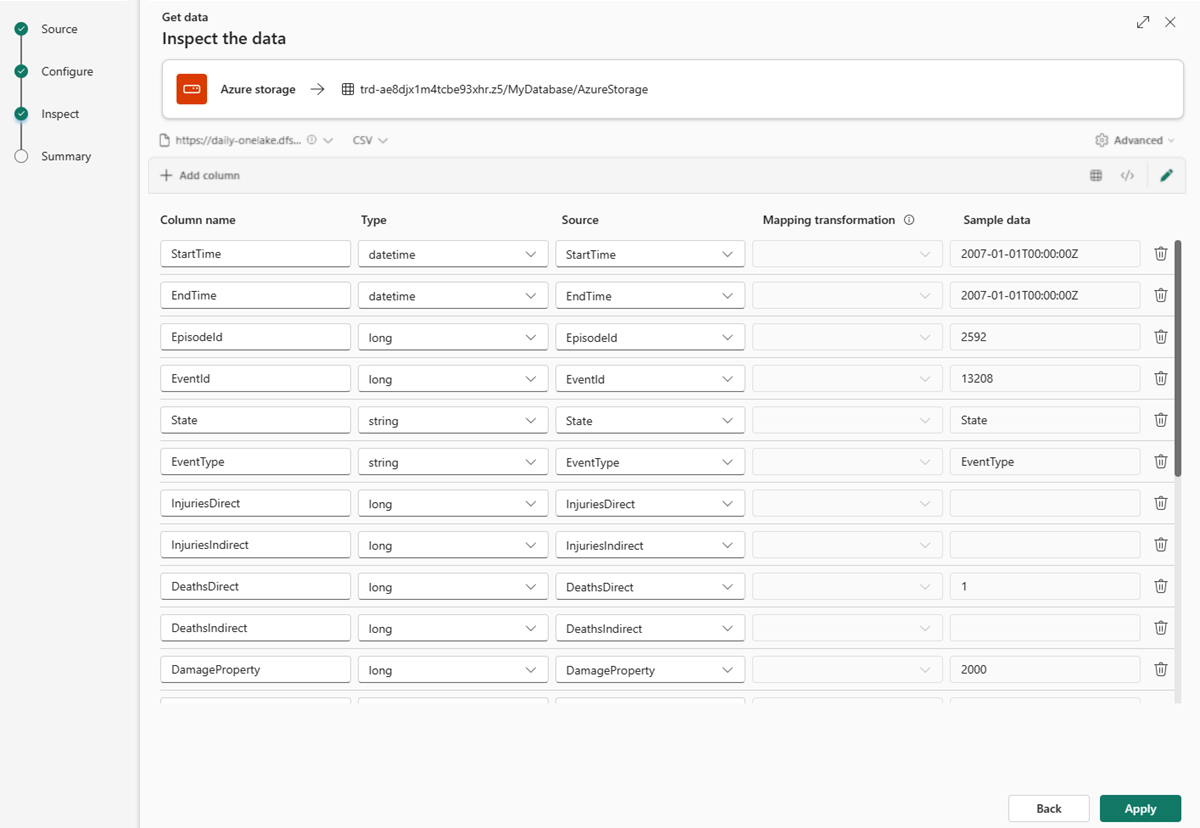 Source
Configure
Inspect
Summary
Get data
Inspect the data
Azure storage → trd-ae8djx1m4tcbe93xhr.z5/MyDatabase/AzureStorage
https://daily-onelake.dfs... CSV Advanced
+ Add column </>
Column name Type Source Mapping transformation Sample data
StartTime datetime StartTime 2007-01-01T00:00:00Z
EndTime datetime EndTime 2007-01-01T00:00:00Z
EpisodeId long EpisodeId 2592
EventId long EventId 13208
State string State State
EventType string EventType EventType
InjuriesDirect long InjuriesDirect
InjuriesIndirect long InjuriesIndirect
DeathsDirect long DeathsDirect 1
DeathsIndirect long DeathsIndirect
DamageProperty long DamageProperty 2000
Back Apply